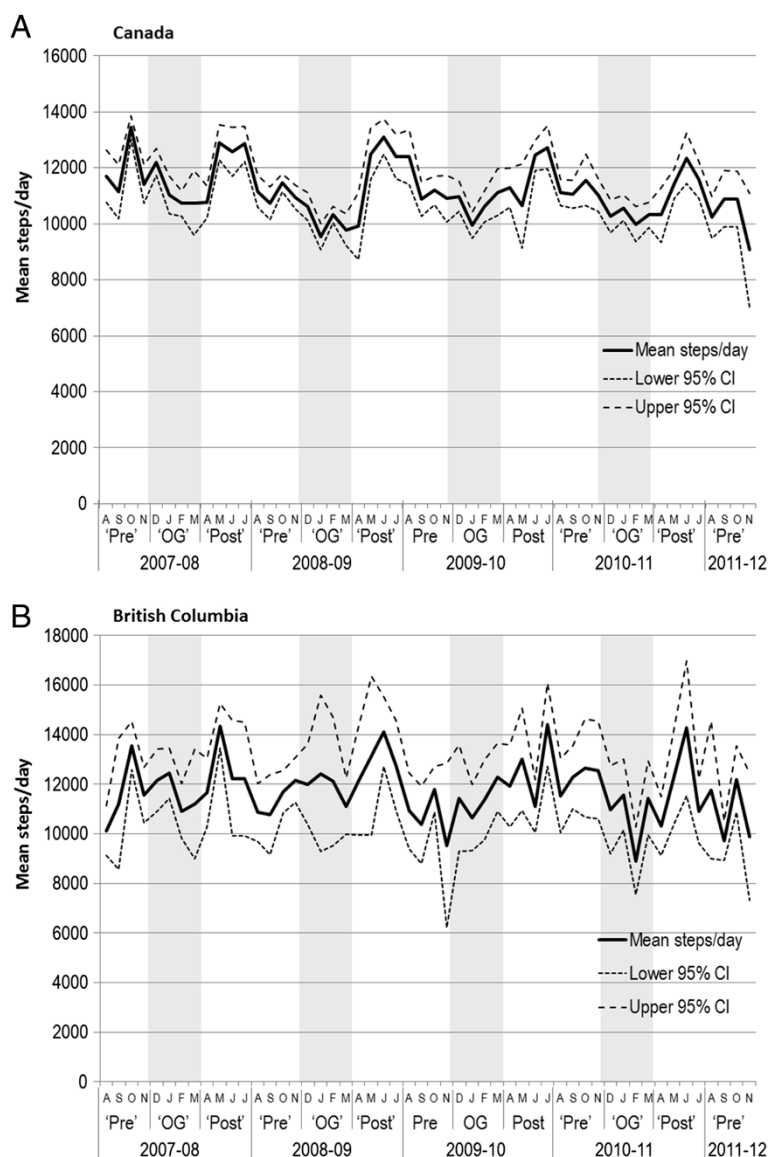 A
Canada
16000
14000
12000
10000
8000
6000
4000
2000
0
Mean steps/day
Mean steps/day
Lower 95% CI
Upper 95% CI
A S O N D J F M A M J J A S O N D J F M A M J J A S O N D J F M A M J J A S O N D J F M A M J J A S O N
'Pre' 'OG' 'Post' 'Pre' 'OG' 'Post' Pre OG Post 'Pre' 'OG' 'Post' 'Pre'
2007-08 2008-09 2009-10 2010-11 2011-12
B
British Columbia
18000
16000
14000
12000
10000
8000
6000
4000
2000
0
Mean steps/day
Mean steps/day
Lower 95% CI
Upper 95% CI
A S O N D J F M A M J J A S O N D J F M A M J J A S O N D J F M A M J J A S O N D J F M A M J J A S O N
'Pre' 'OG' 'Post' 'Pre' 'OG' 'Post' Pre OG Post 'Pre' 'OG' 'Post' 'Pre'
2007-08 2008-09 2009-10 2010-11 2011-12